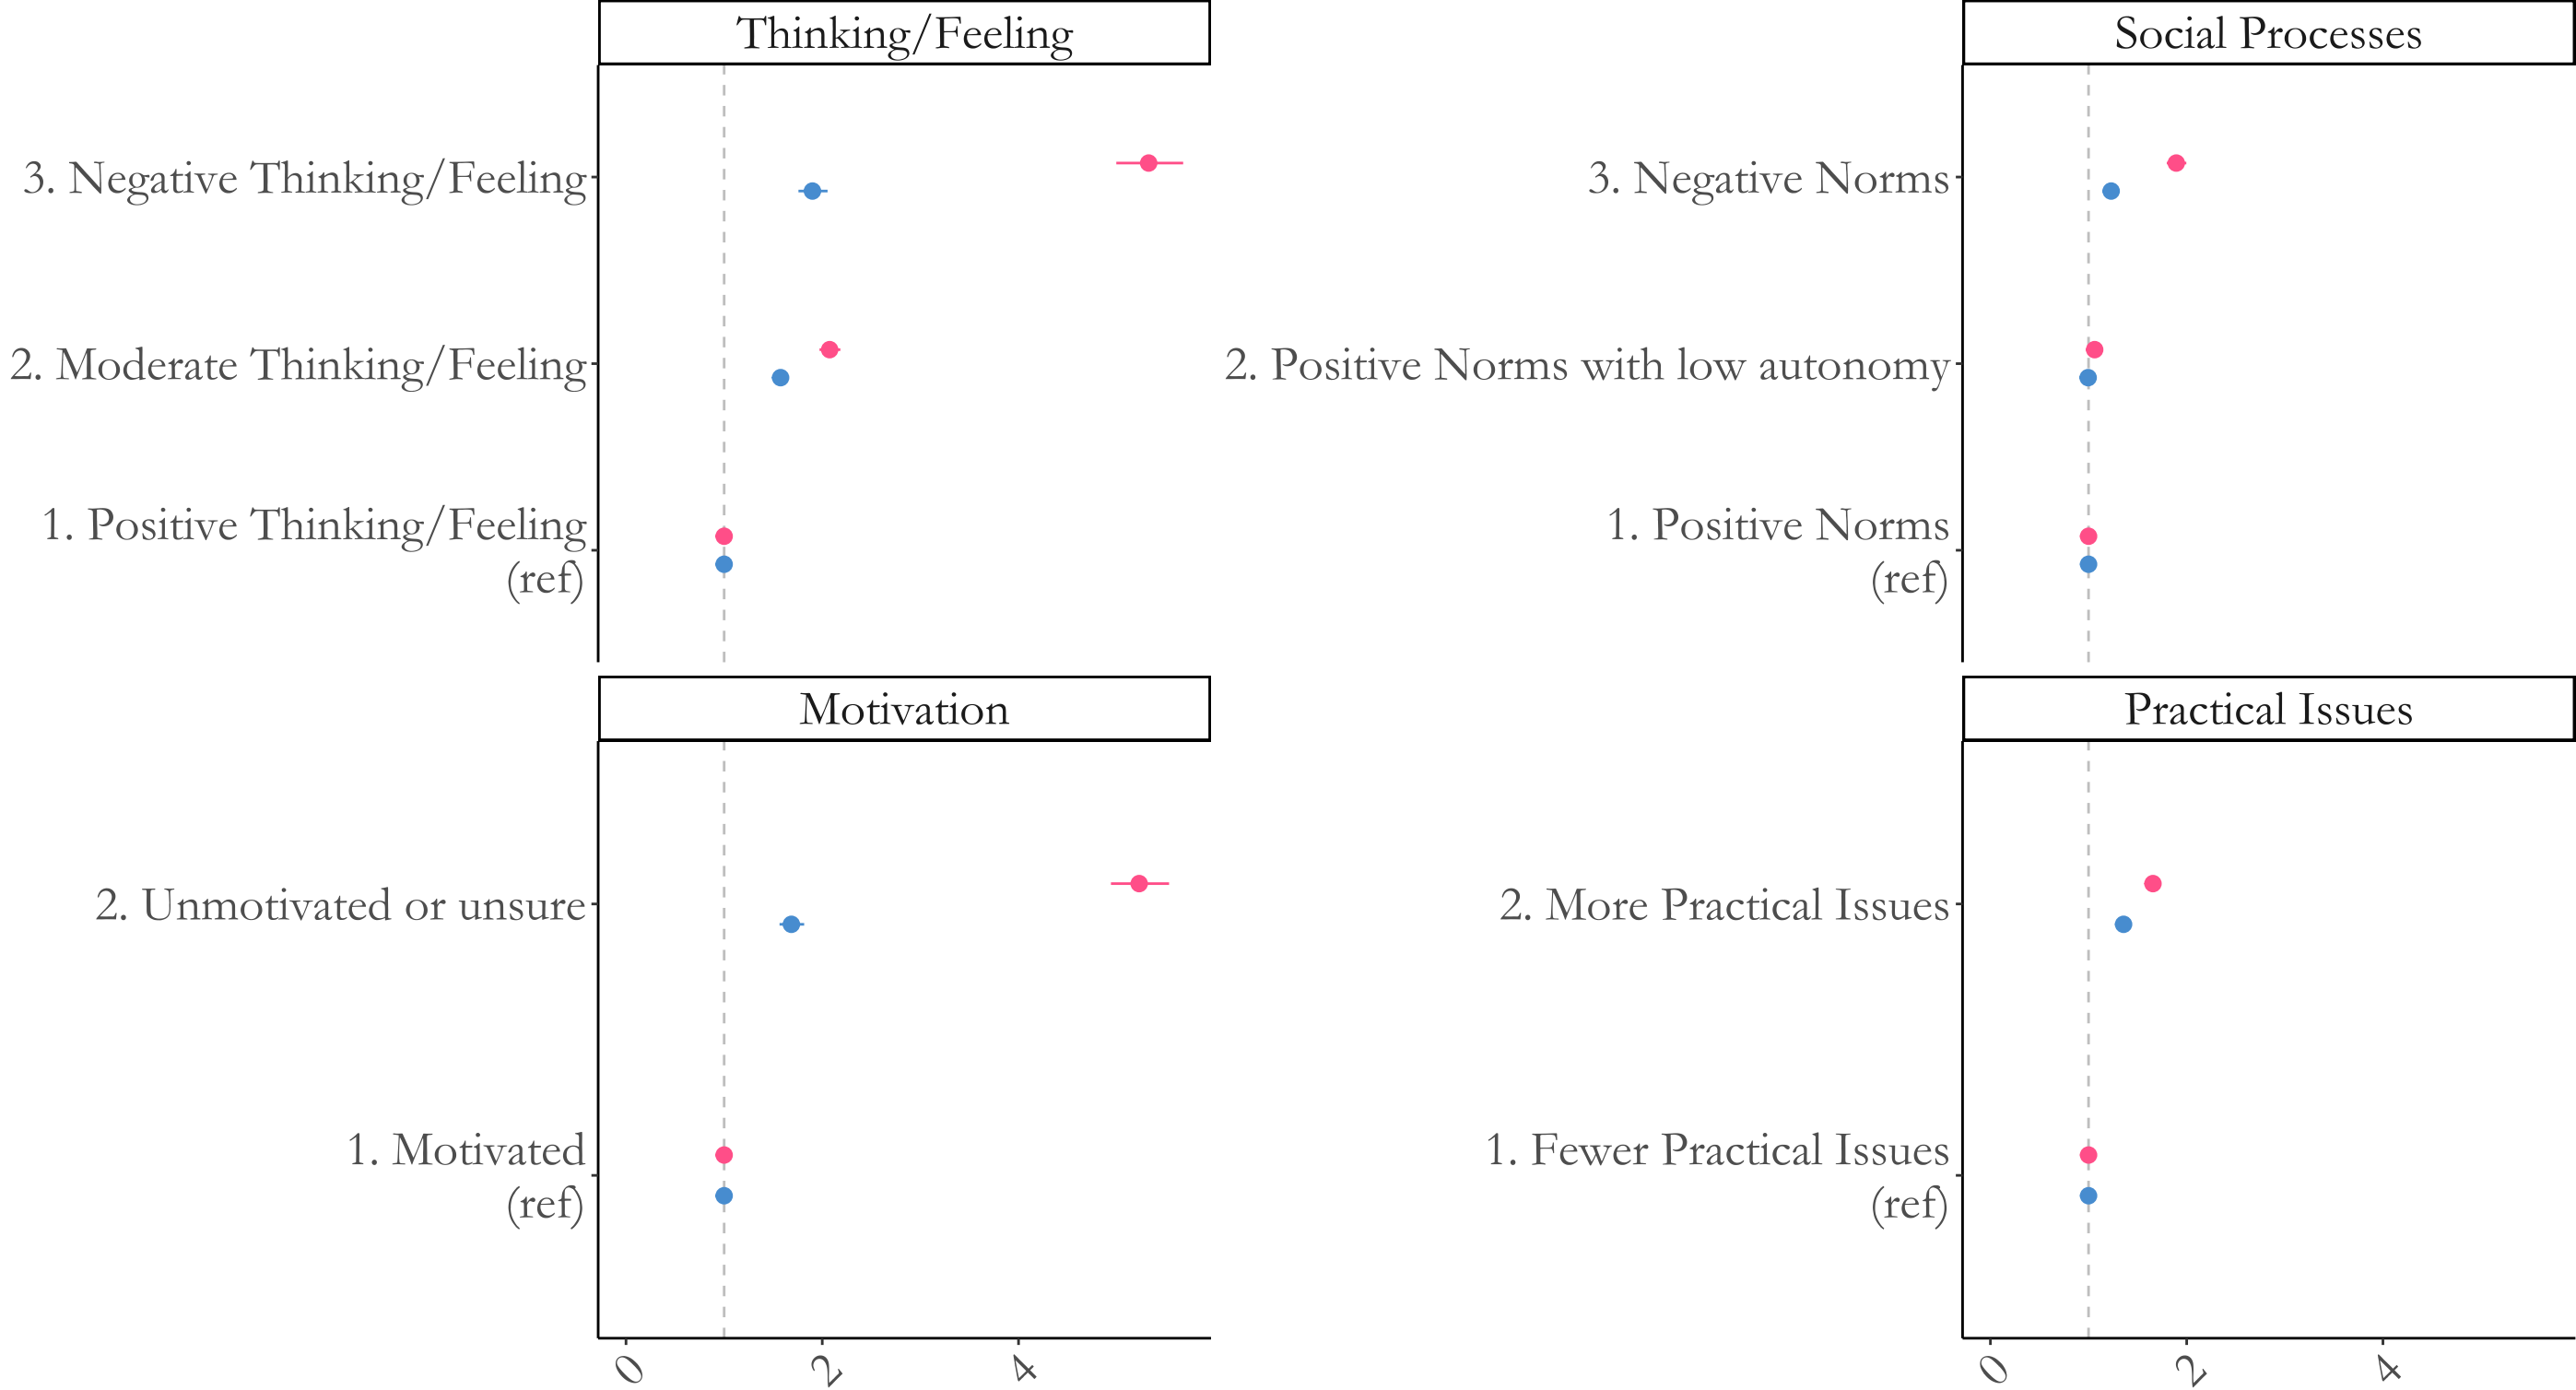 Thinking/Feeling
3. Negative Thinking/Feeling
2. Moderate Thinking/Feeling
1. Positive Thinking/Feeling
(ref)
Social Processes
3. Negative Norms
2. Positive Norms with low autonomy
1. Positive Norms
(ref)
Motivation
2. Unmotivated or unsure
1. Motivated
(ref)
0
2
4
Practical Issues
2. More Practical Issues
1. Fewer Practical Issues
(ref)
0
2
4